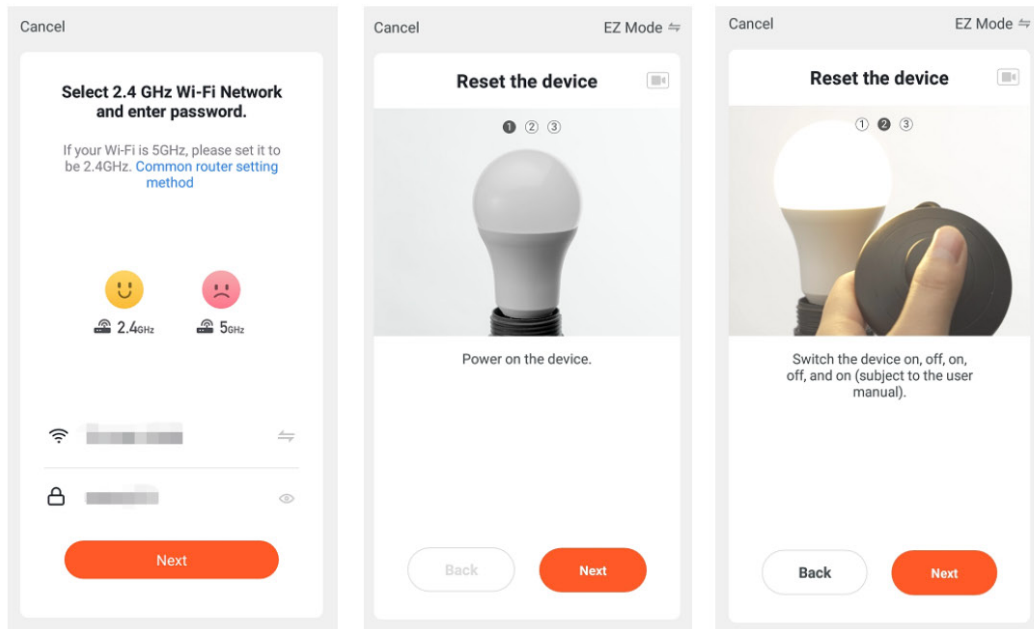 Cancel
Select 2.4 GHz Wi-Fi Network
and enter password.
If your Wi-Fi is 5GHz, please set it to
be 2.4GHz. Common router setting
method
2.4GHz
5GHz
Next
Cancel
EZ Mode
Reset the device
1 2 3
Power on the device.
Back
Next
Cancel
EZ Mode
Reset the device
1 2 3
Switch the device on, off, on,
off, and on (subject to the user
manual).
Back
Next